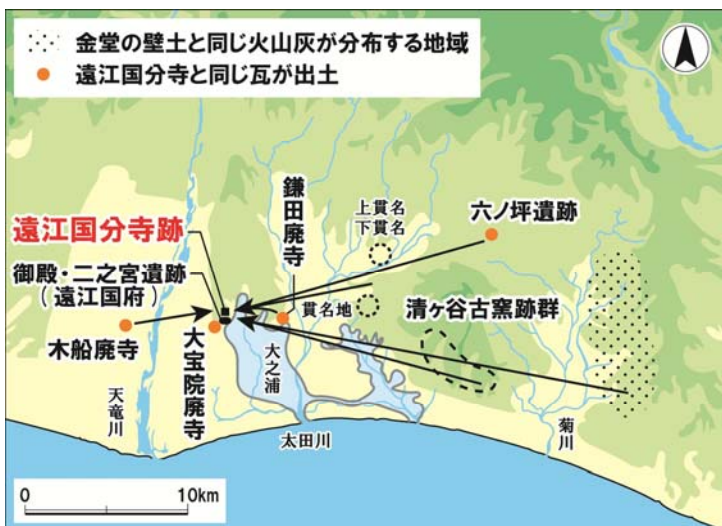 金堂の壁土と同じ火山灰が分布する地域
遠江国分寺と同じ瓦が出土
鎌田廃寺
上貫名
下貫名
六ノ坪遺跡
遠江国分寺跡
御殿・二之宮遺跡
（遠江国府）
貫名地
清ヶ谷古窯跡群
木船廃寺
大宝院廃寺
大之浦
天竜川
太田川
菊川
0
10km